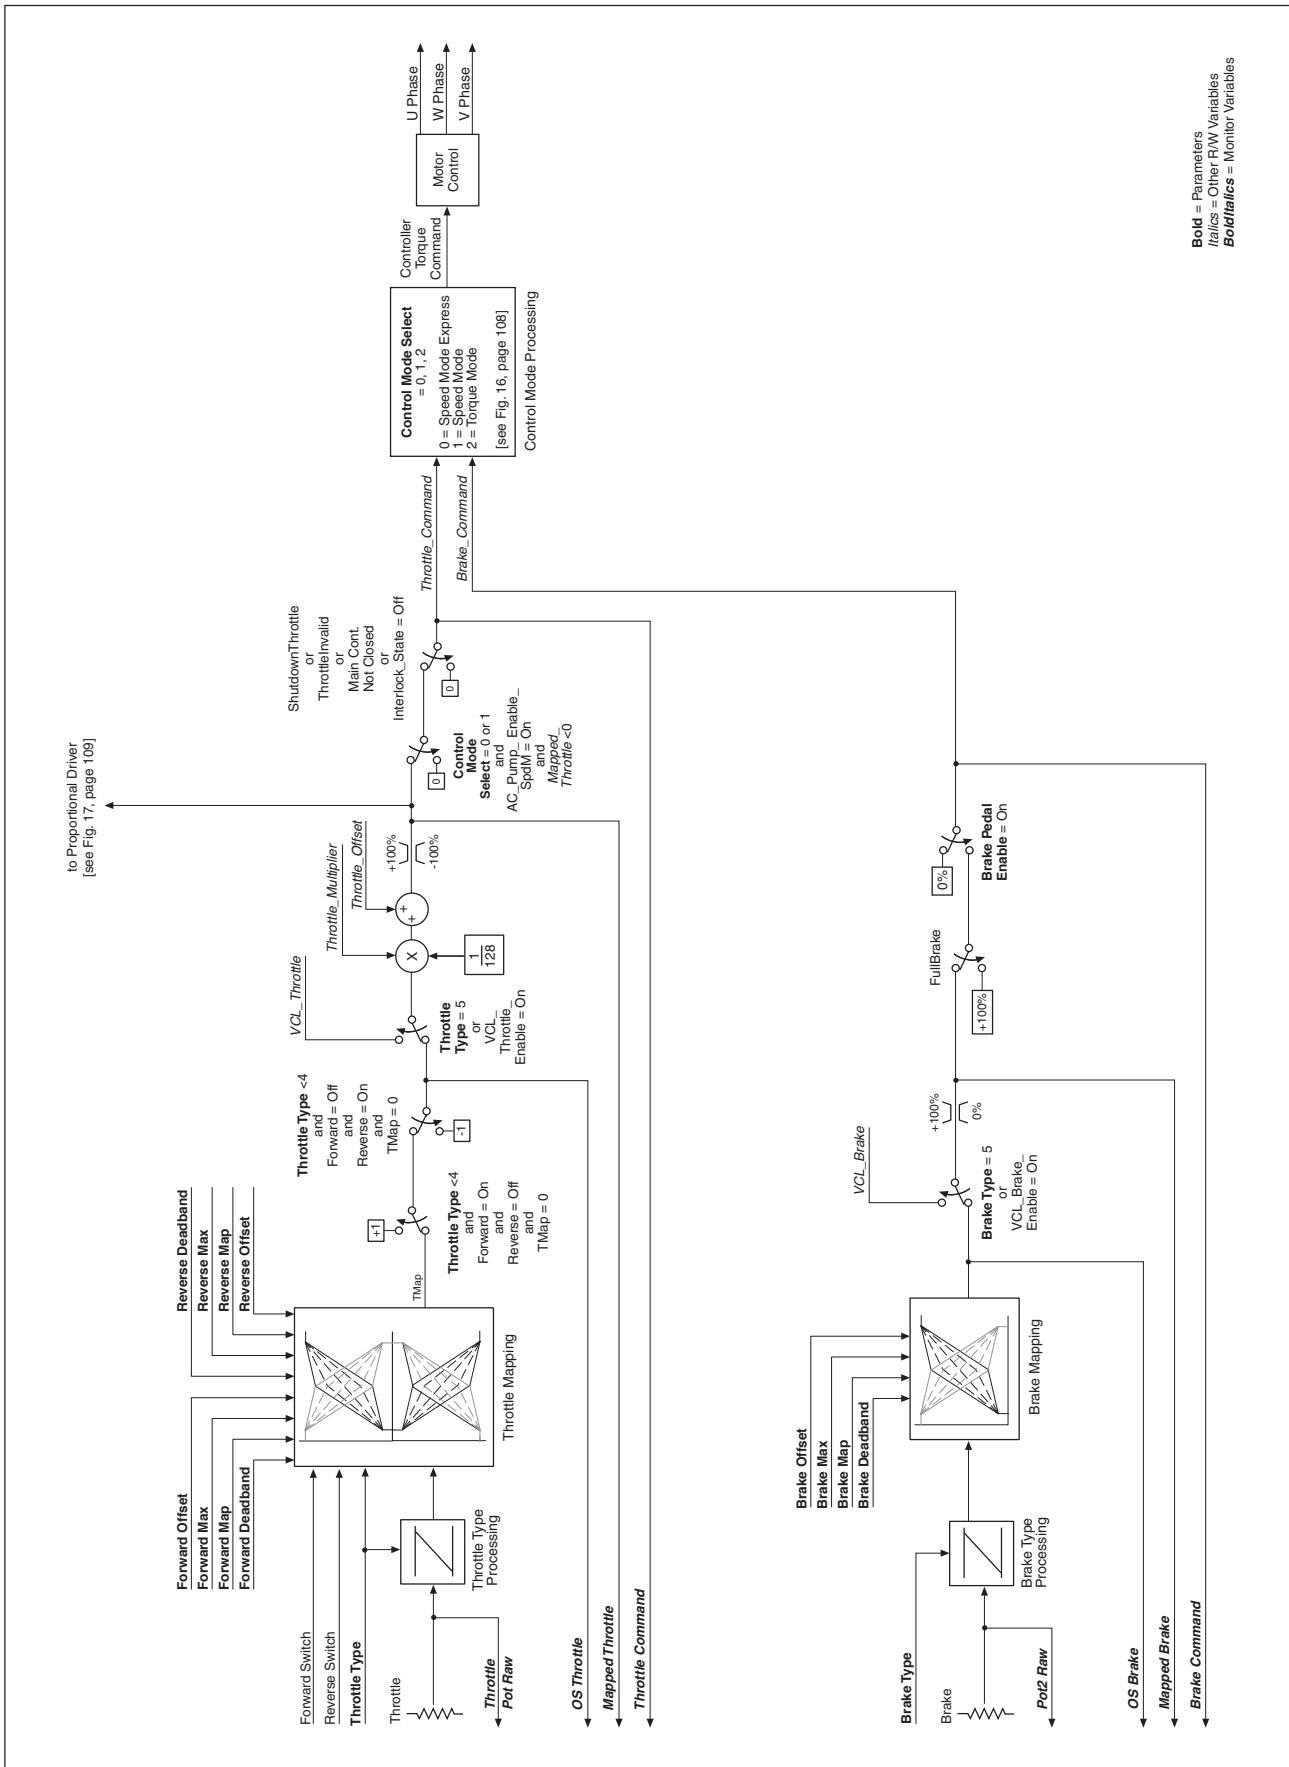 Forward Switch
Reverse Switch
Throttle Type
Throttle
Throttle
Pot Raw
Forward Offset
Forward Max
Forward Map
Forward Deadband
Throttle Type
Processing
Reverse Deadband
Reverse Max
Reverse Map
Reverse Offset
Throttle Mapping
TMap
+1
Throttle Type <4
and
Forward = On
and
Reverse = Off
and
TMap = 0
Throttle Type <4
and
Forward = Off
and
Reverse = On
and
TMap = 0
-1
VCL_Throttle
Throttle
Type = 5
or
VCL_
Throttle_
Enable = On
Throttle_Multiplier
X
1
128
Throttle_Offset
+
+
+100%
-100%
to Proportional Driver
[see Fig. 17, page 109]
0
Control
Mode
Select = 0 or 1
and
AC_Pump_ Enable_
SpdM = On
and
Mapped_
Throttle <0
ShutdownThrottle
or
ThrottleInvalid
or
Main Cont.
Not Closed
or
Interlock_State = Off
0
Throttle_Command
Brake_Command
Control Mode Select
= 0, 1, 2
0 = Speed Mode Express
1 = Speed Mode
2 = Torque Mode
[see Fig. 16, page 108]
Control Mode Processing
Controller
Torque
Command
Motor
Control
U Phase
W Phase
V Phase
OS Throttle
Mapped Throttle
Throttle Command
Brake Type
Brake
Pot2 Raw
Brake Type
Processing
Brake Offset
Brake Max
Brake Map
Brake Deadband
Brake Mapping
VCL_Brake
Brake Type = 5
or
VCL_Brake_
Enable = On
+100%
0%
FullBrake
+100%
0%
Brake Pedal
Enable = On
OS Brake
Mapped Brake
Brake Command
Bold = Parameters
Italics = Other R/W Variables
BoldItalics = Monitor Variables